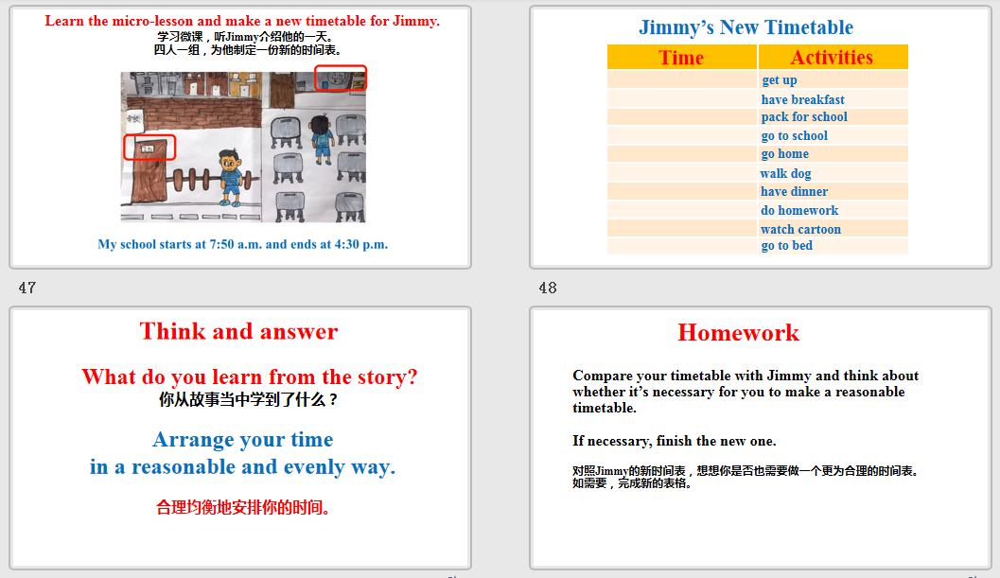 Learn the micro-lesson and make a new timetable for Jimmy.
学习微课，听Jimmy介绍他的一天。
四人一组，为他制定一份新的时间表。
My school starts at 7:50 a.m. and ends at 4:30 p.m.
47
Jimmy’s New Timetable
Time Activities
get up
have breakfast
pack for school
go to school
go home
walk dog
have dinner
do homework
watch cartoon
go to bed
48
Think and answer
What do you learn from the story?
你从故事当中学到了什么？
Arrange your time
in a reasonable and evenly way.
合理均衡地安排你的时间。
Homework
Compare your timetable with Jimmy and think about
whether it’s necessary for you to make a reasonable
timetable.
If necessary, finish the new one.
对照Jimmy的新时间表，想想你是否也需要做一个更为合理的时间表。
如需要，完成新的表格。